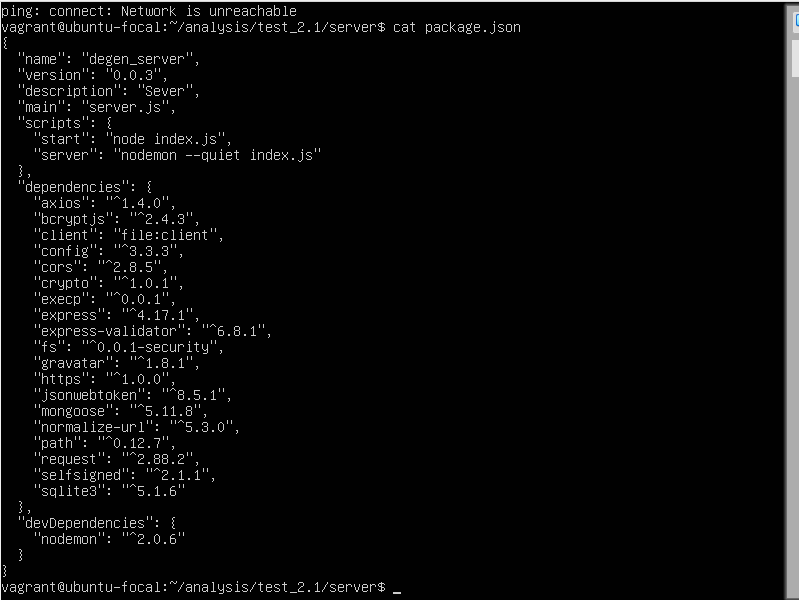 ping: connect: Network is unreachable
vagrant@ubuntu-focal:~/analysis/test_2.1/server$ cat package.json
{
  "name": "degen_server",
  "version": "0.0.3",
  "description": "Sever",
  "main": "server.js",
  "scripts": {
    "start": "node index.js",
    "server": "nodemon --quiet index.js"
  },
  "dependencies": {
    "axios": "^1.4.0",
    "bcryptjs": "^2.4.3",
    "client": "file:client",
    "config": "^3.3.3",
    "cors": "^2.8.5",
    "crypto": "^1.0.1",
    "execp": "^0.0.1",
    "express": "^4.17.1",
    "express-validator": "^6.8.1",
    "fs": "^0.0.1-security",
    "gravatar": "^1.8.1",
    "https": "^1.0.0",
    "jsonwebtoken": "^8.5.1",
    "mongoose": "^5.11.8",
    "normalize-url": "^5.3.0",
    "path": "^0.12.7",
    "request": "^2.88.2",
    "selfsigned": "^2.1.1",
    "sqlite3": "^5.1.6"
  },
  "devDependencies": {
    "nodemon": "^2.0.6"
  }
}
vagrant@ubuntu-focal:~/analysis/test_2.1/server$ _